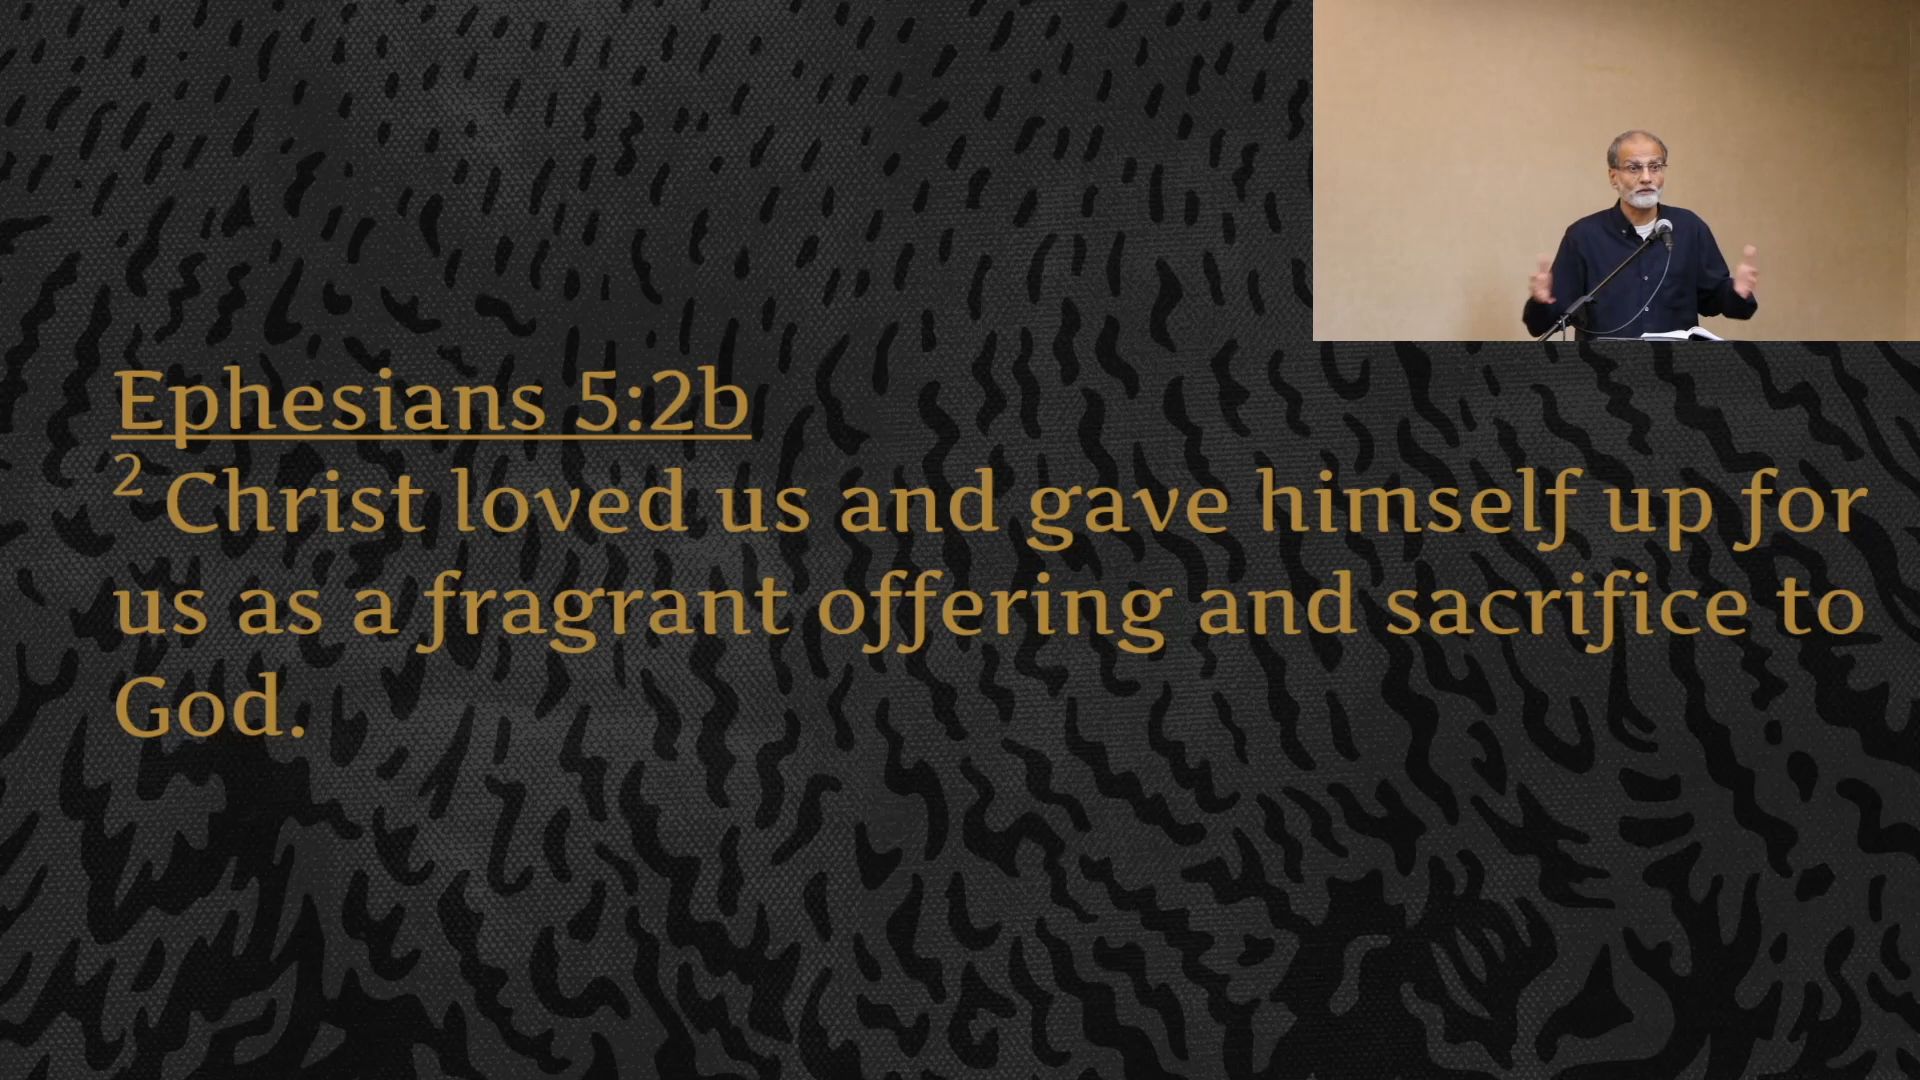 Ephesians 5:2b
2 Christ loved us and gave himself up for
us as a fragrant offering and sacrifice to
God.